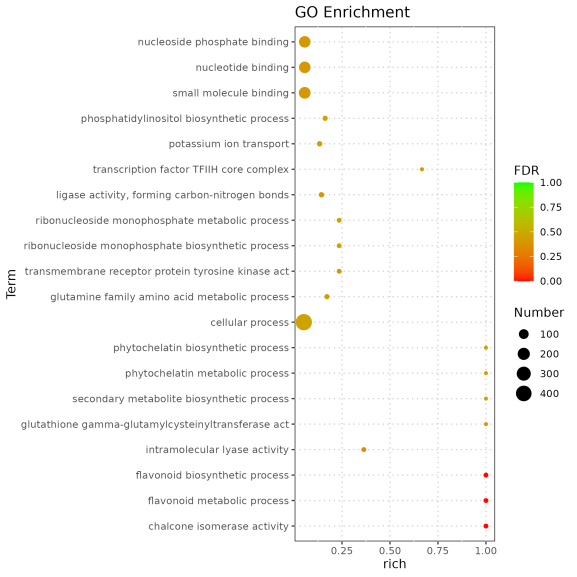 GO Enrichment
Term
nucleoside phosphate binding
nucleotide binding
small molecule binding
phosphatidylinositol biosynthetic process
potassium ion transport
transcription factor TFIIH core complex
ligase activity, forming carbon-nitrogen bonds
ribonucleoside monophosphate metabolic process
ribonucleoside monophosphate biosynthetic process
transmembrane receptor protein tyrosine kinase act
glutamine family amino acid metabolic process
cellular process
phytochelatin biosynthetic process
phytochelatin metabolic process
secondary metabolite biosynthetic process
glutathione gamma-glutamylcysteinyltransferase act
intramolecular lyase activity
flavonoid biosynthetic process
flavonoid metabolic process
chalcone isomerase activity
0.25 0.50 0.75 1.00
rich
FDR
1.00
0.75
0.50
0.25
0.00
Number
100
200
300
400